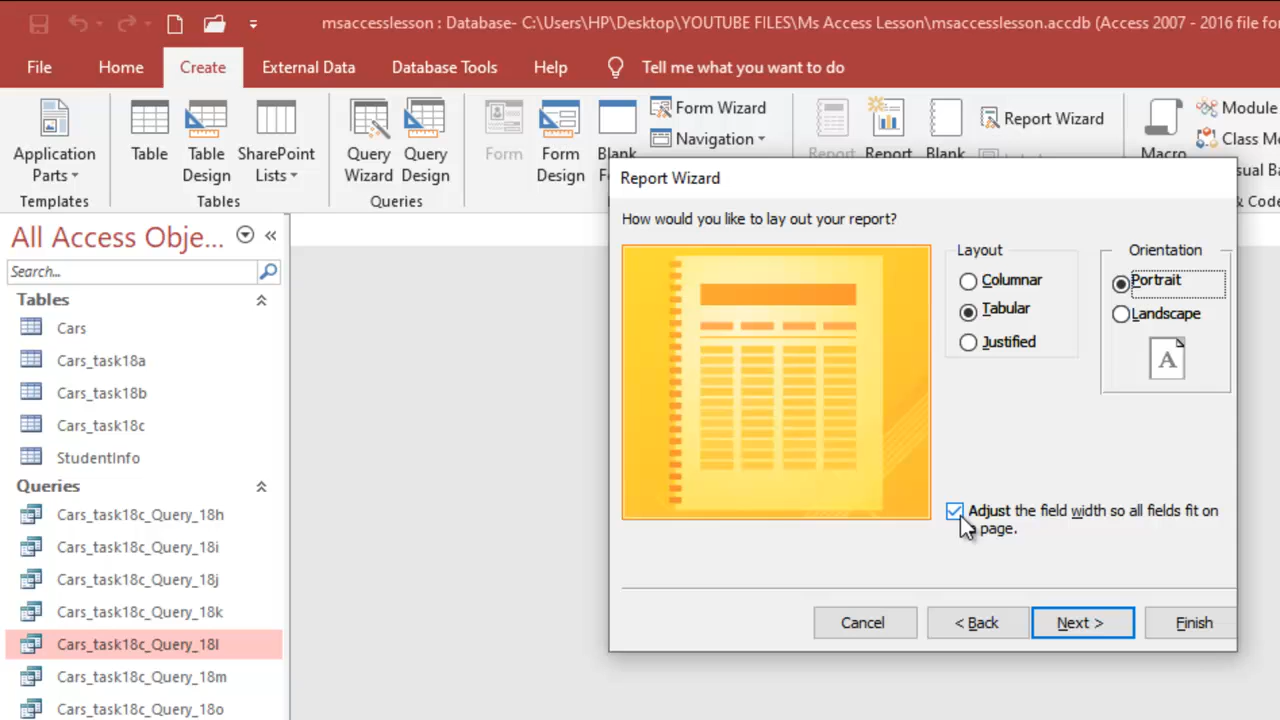 msaccesslesson : Database- C:\Users\HP\Desktop\YOUTUBE FILES\Ms Access Lesson\msaccesslesson.accdb (Access 2007 - 2016 file for
File Home Create External Data Database Tools Help Tell me what you want to do
Application Parts
Templates
Table
Table Design
SharePoint Lists
Tables
Query Wizard
Query Design
Queries
Form
Form Design
Blank
Form Wizard
Navigation
Report
Report
Blank
Report Wizard
Macro
Module
Class Mo
sual Ba
& Code
All Access Obje...
Search...
Tables
Cars
Cars_task18a
Cars_task18b
Cars_task18c
StudentInfo
Queries
Cars_task18c_Query_18h
Cars_task18c_Query_18i
Cars_task18c_Query_18j
Cars_task18c_Query_18k
Cars_task18c_Query_18l
Cars_task18c_Query_18m
Cars_task18c_Query_18o
Report Wizard
How would you like to lay out your report?
Layout
Columnar
Tabular
Justified
Orientation
Portrait
Landscape
A
Adjust the field width so all fields fit on
page.
Cancel
< Back
Next >
Finish